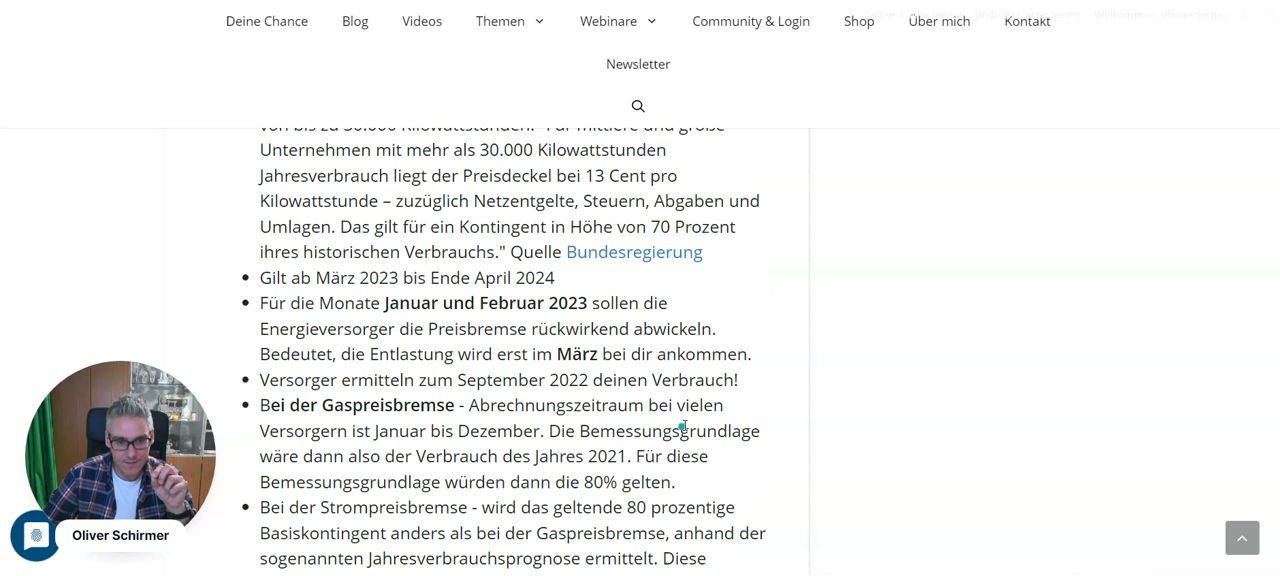 Deine Chance Blog Videos Themen Webinare Community & Login Shop Über mich Kontakt
Newsletter
von bis zu 30.000 Kilowattstunden. "Für mittlere und große
Unternehmen mit mehr als 30.000 Kilowattstunden
Jahresverbrauch liegt der Preisdeckel bei 13 Cent pro
Kilowattstunde – zuzüglich Netzentgelte, Steuern, Abgaben und
Umlagen. Das gilt für ein Kontingent in Höhe von 70 Prozent
ihres historischen Verbrauchs." Quelle Bundesregierung
Gilt ab März 2023 bis Ende April 2024
Für die Monate Januar und Februar 2023 sollen die
Energieversorger die Preisbremse rückwirkend abwickeln.
Bedeutet, die Entlastung wird erst im März bei dir ankommen.
Versorger ermitteln zum September 2022 deinen Verbrauch!
Bei der Gaspreisbremse - Abrechnungszeitraum bei vielen
Versorgern ist Januar bis Dezember. Die Bemessungsgrundlage
wäre dann also der Verbrauch des Jahres 2021. Für diese
Bemessungsgrundlage würden dann die 80% gelten.
Bei der Strompreisbremse - wird das geltende 80 prozentige
Basiskontingent anders als bei der Gaspreisbremse, anhand der
sogenannten Jahresverbrauchsprognose ermittelt. Diese
Oliver Schirmer